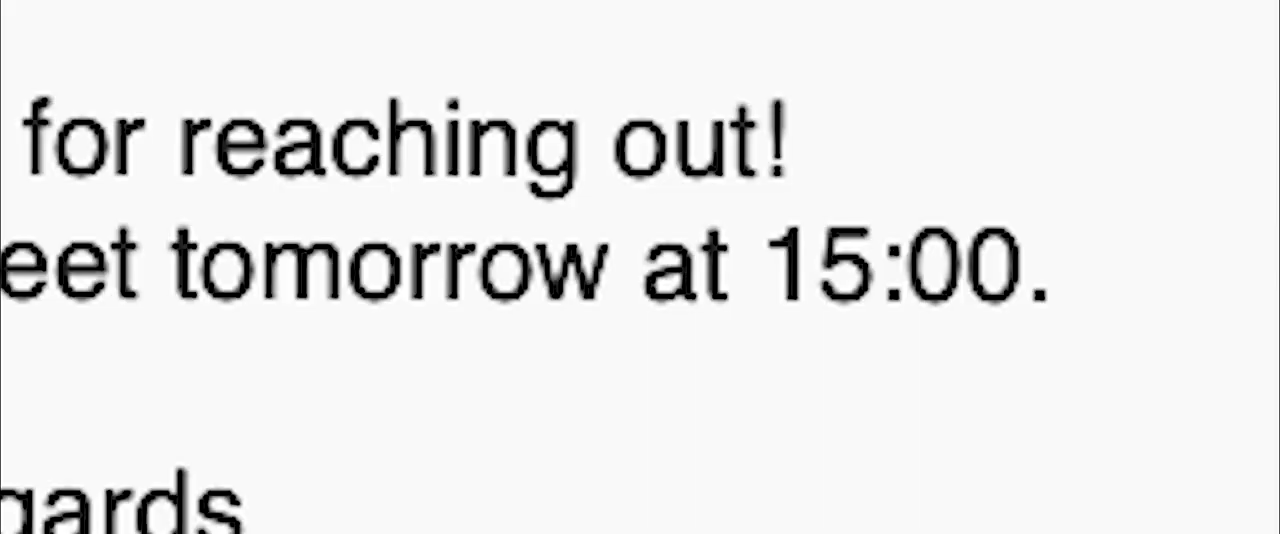 for reaching out!
eet tomorrow at 15:00.
gards